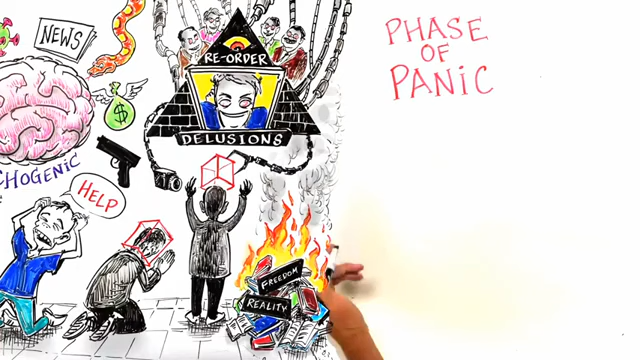 NEWS
$
CHOGENiC
HELP
RE-ORDER
DELUSIONS
FREEDOM
REALITY
PHASE
OF
PANiC